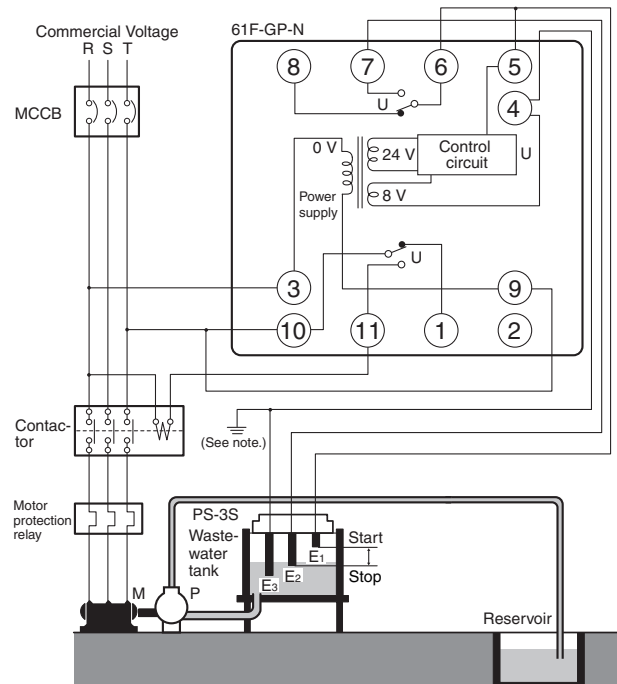 Commercial Voltage
R S T
MCCB
61F-GP-N
8
7
6
5
4
U
0 V
24 V
8 V
Control
circuit
U
Power
supply
U
3
9
10
11
1
2
Contac-
tor
(See note.)
Motor
protection
relay
PS-3S
Waste-
water
tank
E1
E2
E3
Start
Stop
M
P
Reservoir